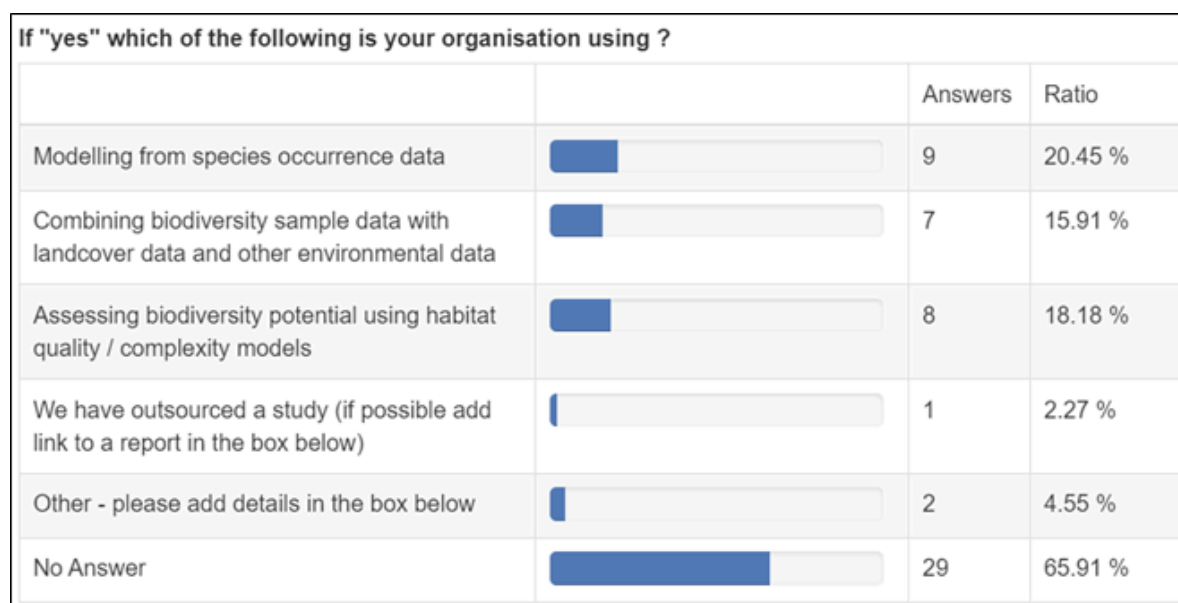 If "yes" which of the following is your organisation using ?
Answers Ratio
Modelling from species occurrence data 9 20.45 %
Combining biodiversity sample data with 7 15.91 %
landcover data and other environmental data
Assessing biodiversity potential using habitat 8 18.18 %
quality / complexity models
We have outsourced a study (if possible add 1 2.27 %
link to a report in the box below)
Other - please add details in the box below 2 4.55 %
No Answer 29 65.91 %